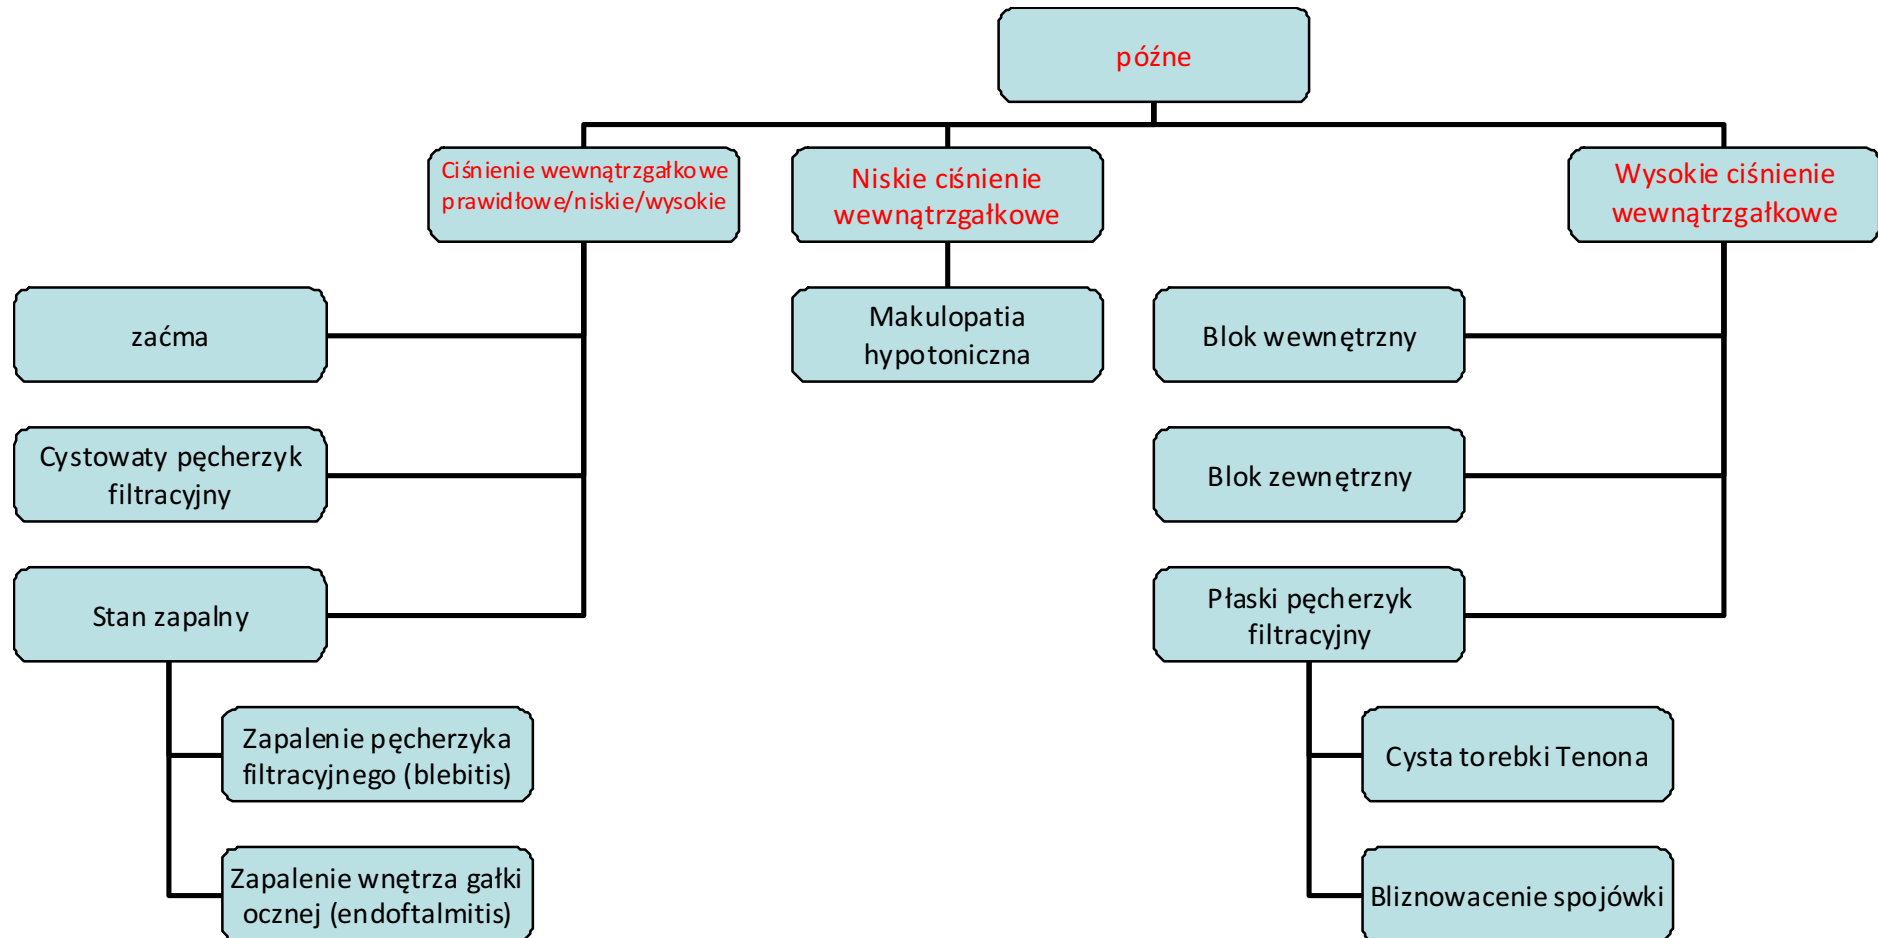 późne
Ciśnienie wewnątrzgałkowe
prawidłowe/niskie/wysokie
Niskie ciśnienie
wewnątrzgałkowe
Wysokie ciśnienie
wewnątrzgałkowe
zaćma
Makulopatia
hypotoniczna
Blok wewnętrzny
Cystowaty pęcherzyk
filtracyjny
Blok zewnętrzny
Stan zapalny
Płaski pęcherzyk
filtracyjny
Zapalenie pęcherzyka
filtracyjnego (blebitis)
Cysta torebki Tenona
Zapalenie wnętrza gałki
ocznej (endoftalmitis)
Bliznowacenie spojówki